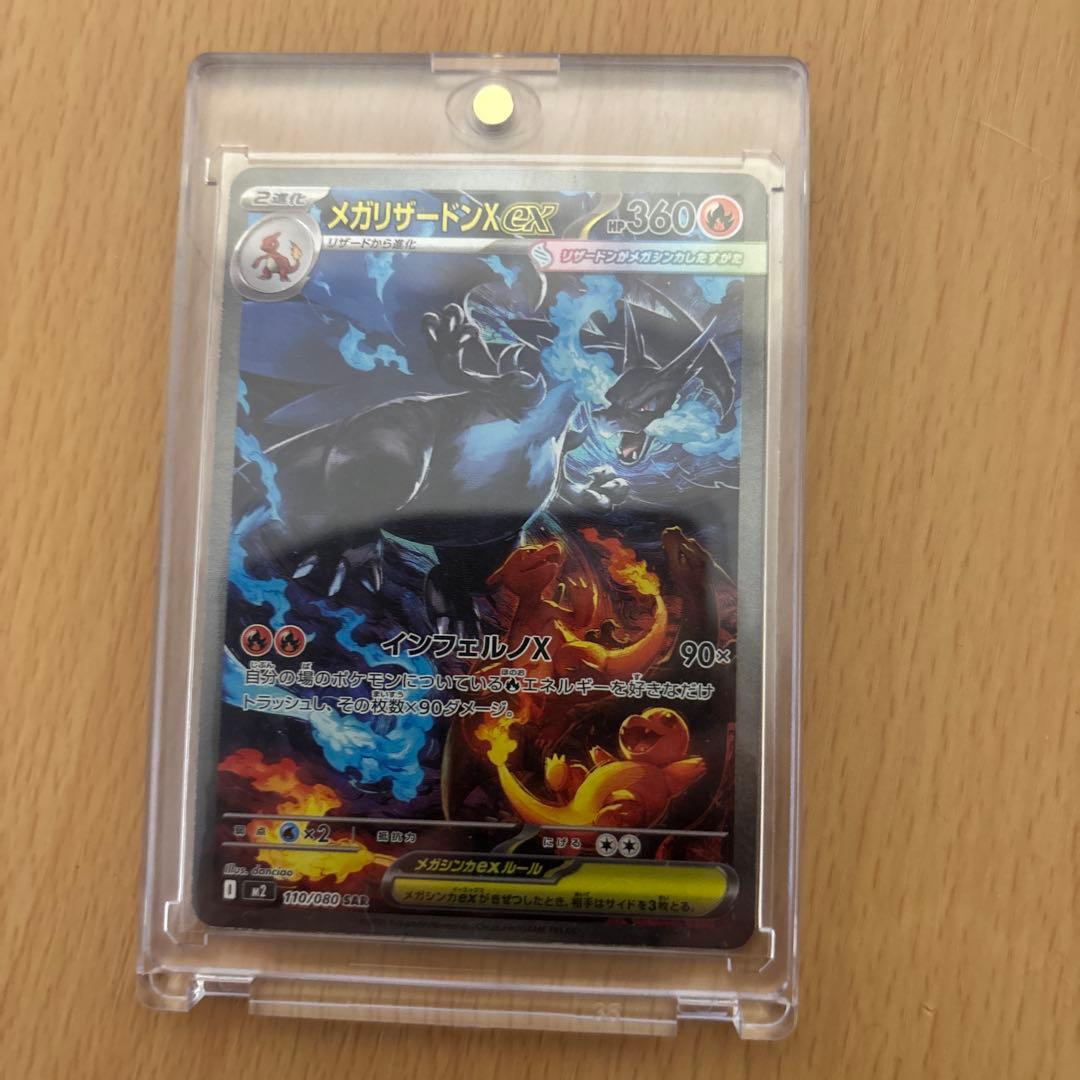 2進化
メガリザードンXex
HP360
リザードから進化
リザードンがメガシンカしたすがた
インフェルノX
90×
自分の場のポケモンについているエネルギーを好きなだけ
トラッシュし、その枚数×90ダメージ。
弱点 ×2 抵抗力 にげる
メガシンカexルール
メガシンカexがきぜつしたとき、相手はサイドを3枚とる。
illus. danciao
M2 110/080 SAR
35